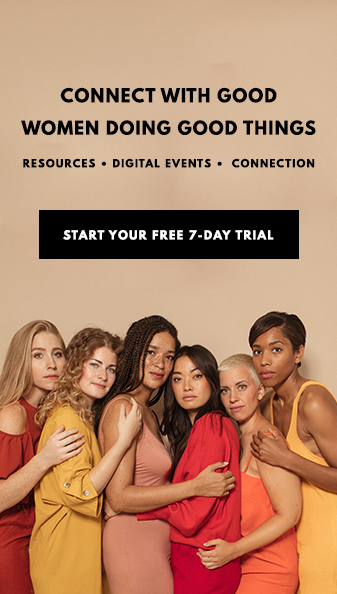 CONNECT WITH GOOD
WOMEN DOING GOOD THINGS
RESOURCES • DIGITAL EVENTS • CONNECTION
START YOUR FREE 7-DAY TRIAL